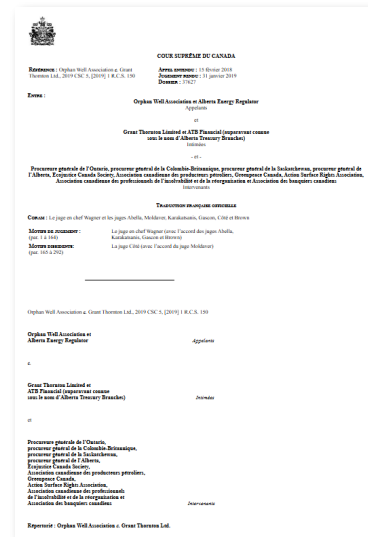 COUR SUPRÊME DU CANADA
RÉFÉRENCE : Orphan Well Association c. Grant Thornton Ltd., 2019 CSC 5, [2019] 1 R.C.S. 150
APPEL ENTENDU : 15 février 2018
JUGEMENT RENDU : 31 janvier 2019
DOSSIER : 37627
ENTRE :
Orphan Well Association et Alberta Energy Regulator
Appelants
et
Grant Thornton Limited et ATB Financial (auparavant connue
sous le nom d'Alberta Treasury Branches)
Intimées
- et -
Procureure générale de l'Ontario, procureur général de la Colombie-Britannique, procureur général de la Saskatchewan, procureur général de
l'Alberta, Ecojustice Canada Society, Association canadienne des producteurs pétroliers, Greenpeace Canada, Action Surface Rights Association,
Association canadienne des professionnels de l'insolvabilité et de la réorganisation et Association des banquiers canadiens
Intervenants
TRADUCTION FRANÇAISE OFFICIELLE
CORAM : Le juge en chef Wagner et les juges Abella, Moldaver, Karakatsanis, Gascon, Côté et Brown
MOTIFS DE JUGEMENT :
(par. 1 à 164)
Le juge en chef Wagner (avec l'accord des juges Abella,
Karakatsanis, Gascon et Brown)
MOTIFS DISSIDENTS :
(par. 165 à 292)
La juge Côté (avec l'accord du juge Moldaver)
Orphan Well Association c. Grant Thornton Ltd., 2019 CSC 5, [2019] 1 R.C.S. 150
Orphan Well Association et
Alberta Energy Regulator
Appelants
c.
Grant Thornton Limited et
ATB Financial (auparavant connue
sous le nom d'Alberta Treasury Branches)
Intimées
et
Procureure générale de l'Ontario,
procureur général de la Colombie-Britannique,
procureur général de la Saskatchewan,
procureur général de l'Alberta,
Ecojustice Canada Society,
Association canadienne des producteurs pétroliers,
Greenpeace Canada,
Action Surface Rights Association,
Association canadienne des professionnels
de l'insolvabilité et de la réorganisation et
Association des banquiers canadiens
Intervenants
Répertorié : Orphan Well Association c. Grant Thornton Ltd.